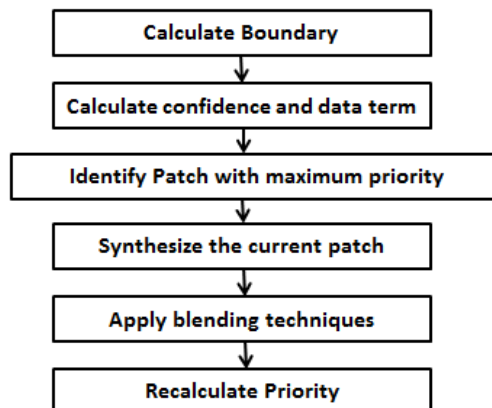 Calculate Boundary
Calculate confidence and data term
Identify Patch with maximum priority
Synthesize the current patch
Apply blending techniques
Recalculate Priority